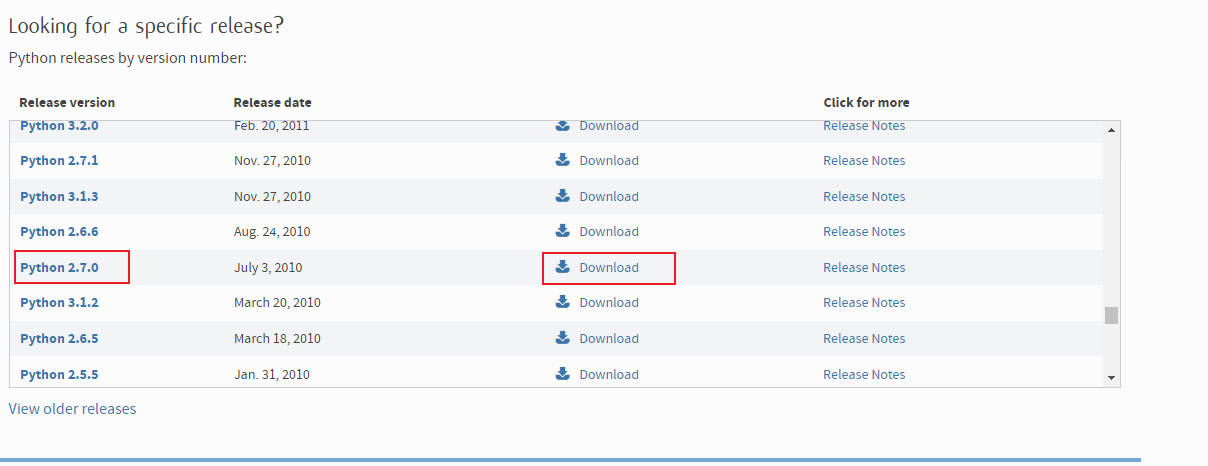 Looking for a specific release?
Python releases by version number:
Release version Release date Click for more
Python 3.2.0 Feb. 20, 2011 Download Release Notes
Python 2.7.1 Nov. 27, 2010 Download Release Notes
Python 3.1.3 Nov. 27, 2010 Download Release Notes
Python 2.6.6 Aug. 24, 2010 Download Release Notes
Python 2.7.0 July 3, 2010 Download Release Notes
Python 3.1.2 March 20, 2010 Download Release Notes
Python 2.6.5 March 18, 2010 Download Release Notes
Python 2.5.5 Jan. 31, 2010 Download Release Notes
View older releases